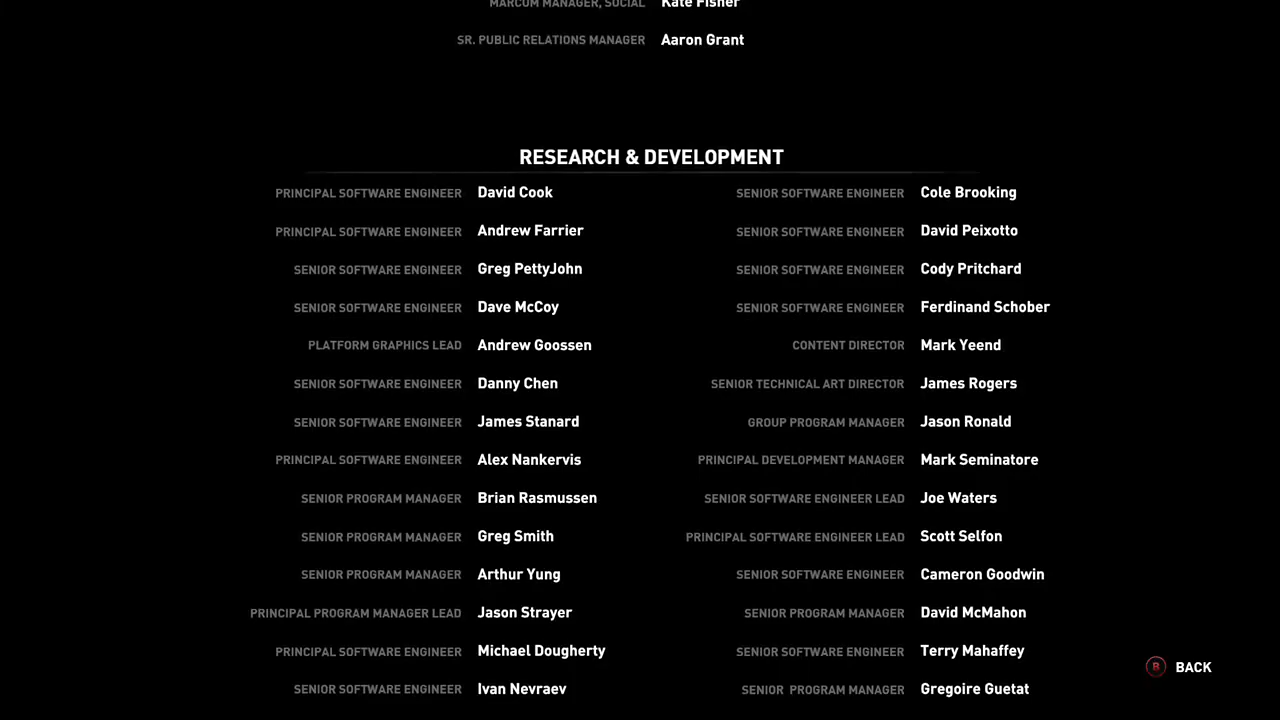 MARCOM MANAGER, SOCIAL Kate Fisher
SR. PUBLIC RELATIONS MANAGER Aaron Grant
RESEARCH & DEVELOPMENT
PRINCIPAL SOFTWARE ENGINEER David Cook SENIOR SOFTWARE ENGINEER Cole Brooking
PRINCIPAL SOFTWARE ENGINEER Andrew Farrier SENIOR SOFTWARE ENGINEER David Peixotto
SENIOR SOFTWARE ENGINEER Greg PettyJohn SENIOR SOFTWARE ENGINEER Cody Pritchard
SENIOR SOFTWARE ENGINEER Dave McCoy SENIOR SOFTWARE ENGINEER Ferdinand Schober
PLATFORM GRAPHICS LEAD Andrew Goossen CONTENT DIRECTOR Mark Yeend
SENIOR SOFTWARE ENGINEER Danny Chen SENIOR TECHNICAL ART DIRECTOR James Rogers
SENIOR SOFTWARE ENGINEER James Stanard GROUP PROGRAM MANAGER Jason Ronald
PRINCIPAL SOFTWARE ENGINEER Alex Nankervis PRINCIPAL DEVELOPMENT MANAGER Mark Seminatore
SENIOR PROGRAM MANAGER Brian Rasmussen SENIOR SOFTWARE ENGINEER LEAD Joe Waters
SENIOR PROGRAM MANAGER Greg Smith PRINCIPAL SOFTWARE ENGINEER LEAD Scott Selfon
SENIOR PROGRAM MANAGER Arthur Yung SENIOR SOFTWARE ENGINEER Cameron Goodwin
PRINCIPAL PROGRAM MANAGER LEAD Jason Strayer SENIOR PROGRAM MANAGER David McMahon
PRINCIPAL SOFTWARE ENGINEER Michael Dougherty SENIOR SOFTWARE ENGINEER Terry Mahaffey
B BACK
SENIOR SOFTWARE ENGINEER Ivan Nevraev SENIOR PROGRAM MANAGER Gregoire Guetat